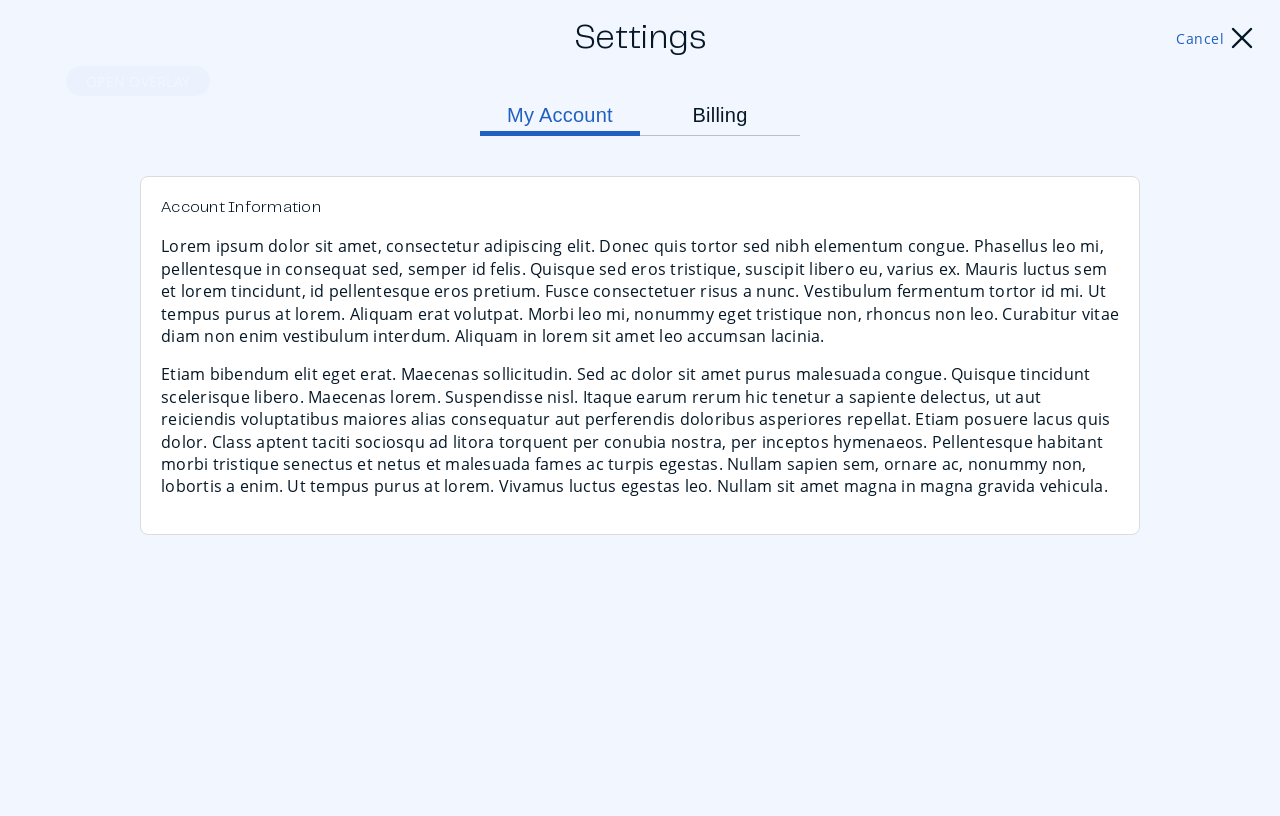 Settings
Cancel
OPEN OVERLAY
My Account
Billing
Account Information
Lorem ipsum dolor sit amet, consectetur adipiscing elit. Donec quis tortor sed nibh elementum congue. Phasellus leo mi,
pellentesque in consequat sed, semper id felis. Quisque sed eros tristique, suscipit libero eu, varius ex. Mauris luctus sem
et lorem tincidunt, id pellentesque eros pretium. Fusce consectetuer risus a nunc. Vestibulum fermentum tortor id mi. Ut
tempus purus at lorem. Aliquam erat volutpat. Morbi leo mi, nonummy eget tristique non, rhoncus non leo. Curabitur vitae
diam non enim vestibulum interdum. Aliquam in lorem sit amet leo accumsan lacinia.
Etiam bibendum elit eget erat. Maecenas sollicitudin. Sed ac dolor sit amet purus malesuada congue. Quisque tincidunt
scelerisque libero. Maecenas lorem. Suspendisse nisl. Itaque earum rerum hic tenetur a sapiente delectus, ut aut
reiciendis voluptatibus maiores alias consequatur aut perferendis doloribus asperiores repellat. Etiam posuere lacus quis
dolor. Class aptent taciti sociosqu ad litora torquent per conubia nostra, per inceptos hymenaeos. Pellentesque habitant
morbi tristique senectus et netus et malesuada fames ac turpis egestas. Nullam sapien sem, ornare ac, nonummy non,
lobortis a enim. Ut tempus purus at lorem. Vivamus luctus egestas leo. Nullam sit amet magna in magna gravida vehicula.